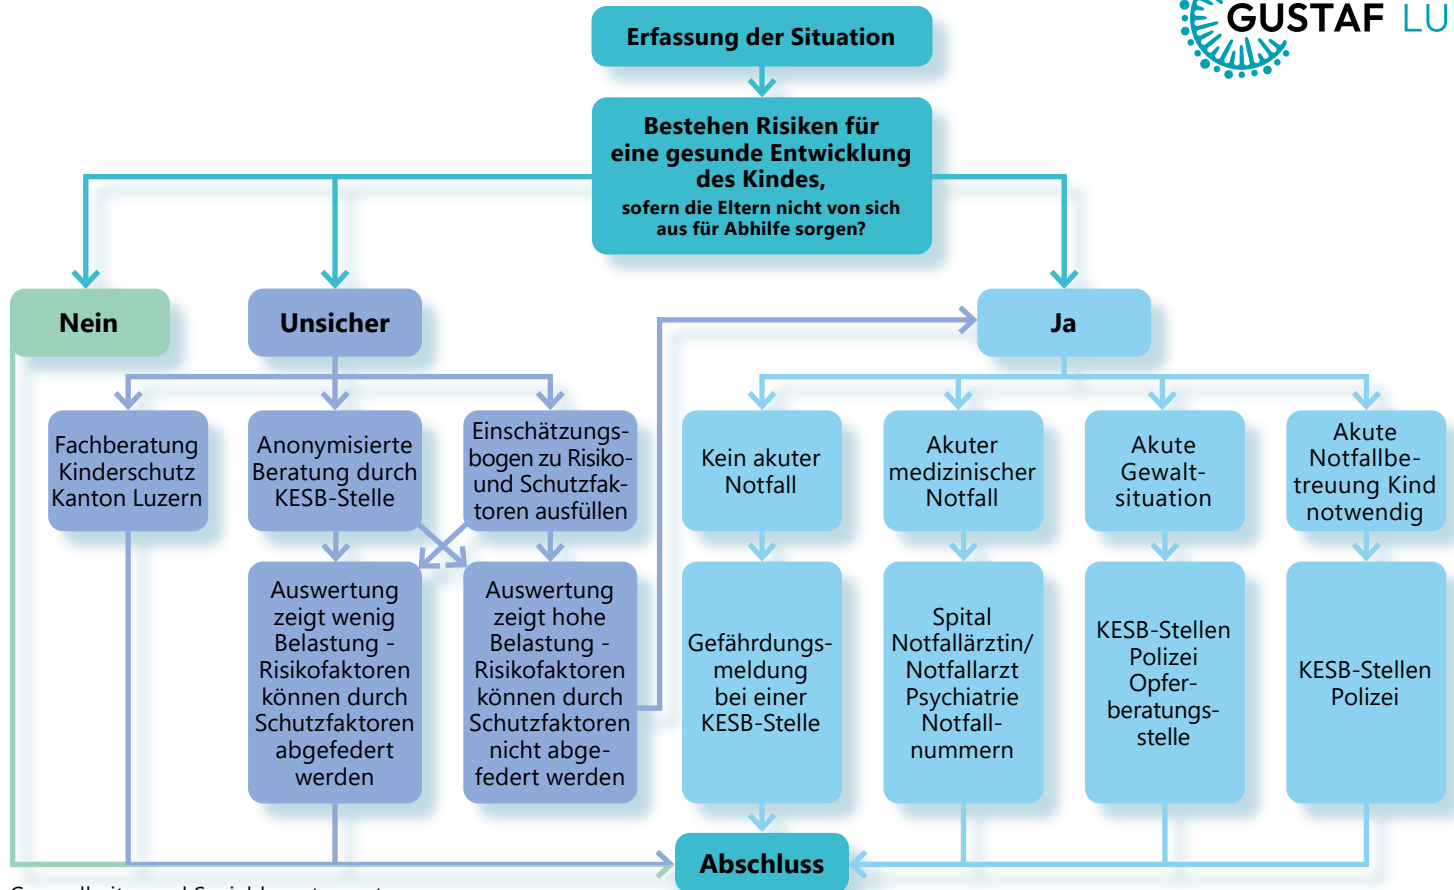 GUSTAF LU
Erfassung der Situation
Bestehen Risiken für
eine gesunde Entwicklung
des Kindes,
sofern die Eltern nicht von sich
aus für Abhilfe sorgen?
Nein
Unsicher
Ja
Fachberatung
Kinderschutz
Kanton Luzern
Anonymisierte
Beratung durch
KESB-Stelle
Einschätzungs-
bogen zu Risiko-
und Schutzfak-
toren ausfüllen
Kein akuter
Notfall
Akuter
medizinischer
Notfall
Akute
Gewalt-
situation
Akute
Notfallbe-
treuung Kind
notwendig
Auswertung
zeigt wenig
Belastung -
Risikofaktoren
können durch
Schutzfaktoren
abgefedert
werden
Auswertung
zeigt hohe
Belastung -
Risikofaktoren
können durch
Schutzfaktoren
nicht abge-
federt werden
Gefährdungs-
meldung
bei einer
KESB-Stelle
Spital
Notfallärztin/
Notfallarzt
Psychiatrie
Notfall-
nummern
KESB-Stellen
Polizei
Opfer-
beratungs-
stelle
KESB-Stellen
Polizei
Abschluss